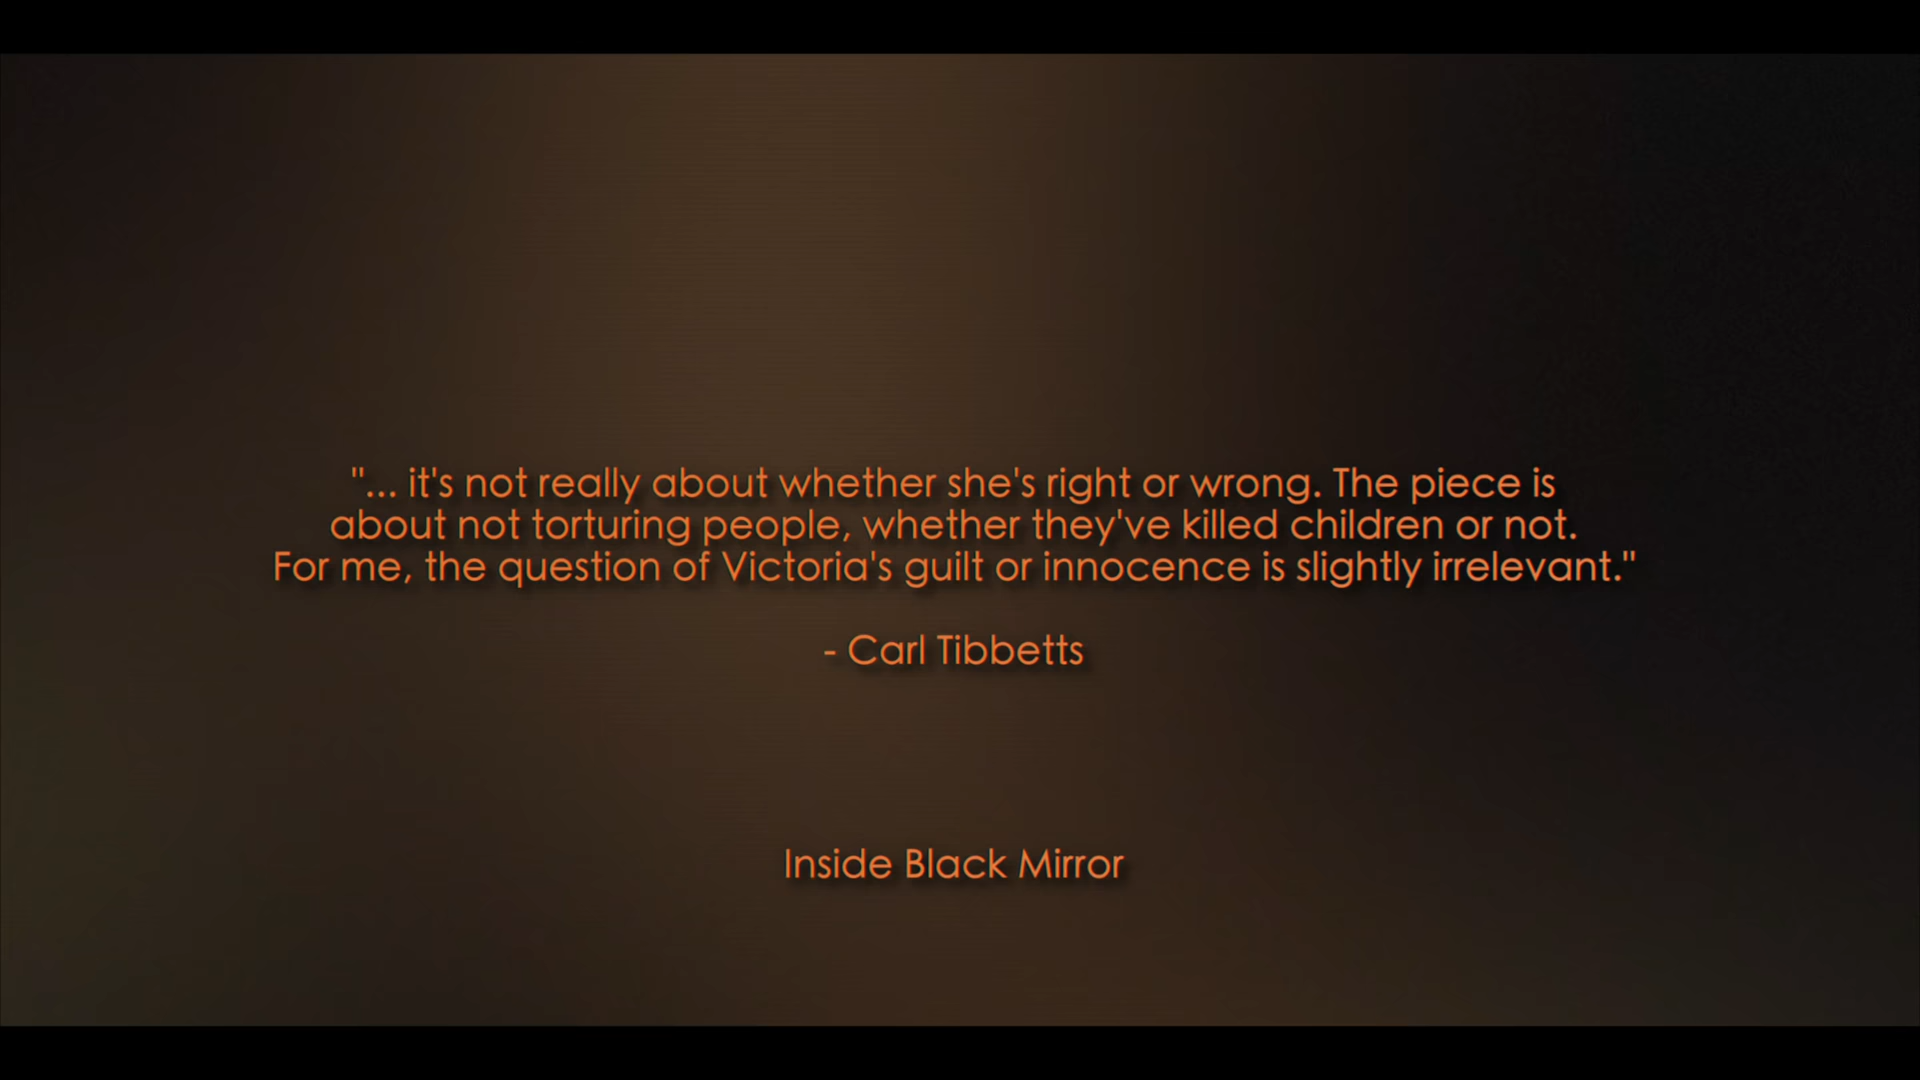 "... it's not really about whether she's right or wrong. The piece is
about not torturing people, whether they've killed children or not.
For me, the question of Victoria's guilt or innocence is slightly irrelevant."
- Carl Tibbetts
Inside Black Mirror